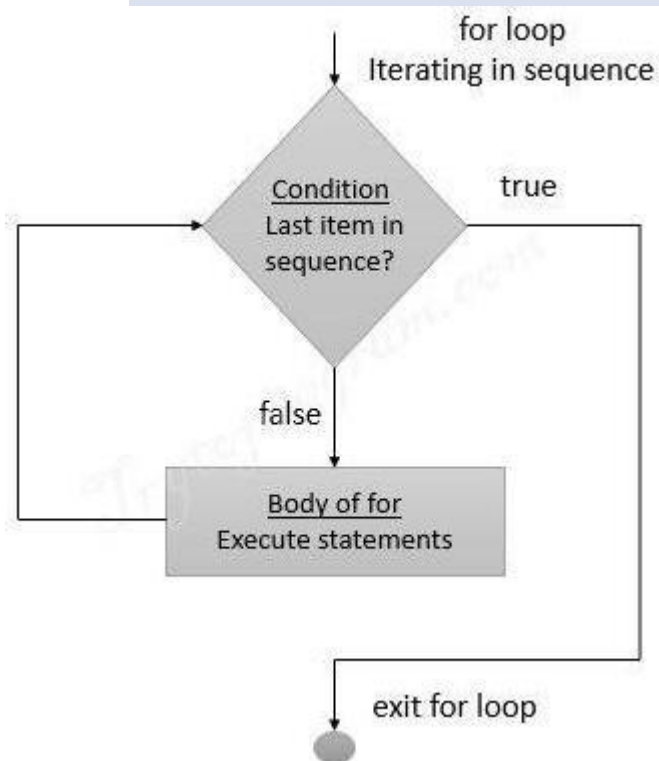 for loop
Iterating in sequence
Condition
Last item in
sequence?
true
false
Body of for
Execute statements
exit for loop